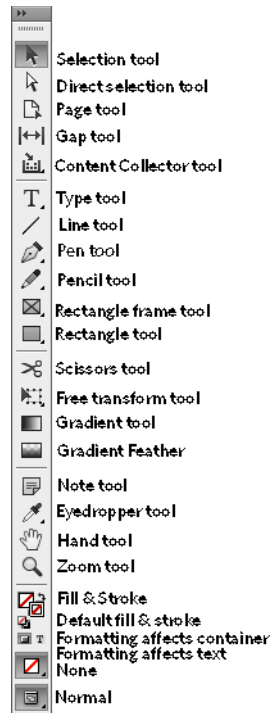 Selection tool
Direct selection tool
Page tool
Gap tool
Content Collector tool
T Type tool
Line tool
Pen tool
Pencil tool
Rectangle frame tool
Rectangle tool
Scissors tool
Free transform tool
Gradient tool
Gradient Feather
Note tool
Eyedropper tool
Hand tool
Zoom tool
Fill & Stroke
Default fill & stroke
T Formatting affects container
Formatting affects text
None
Normal